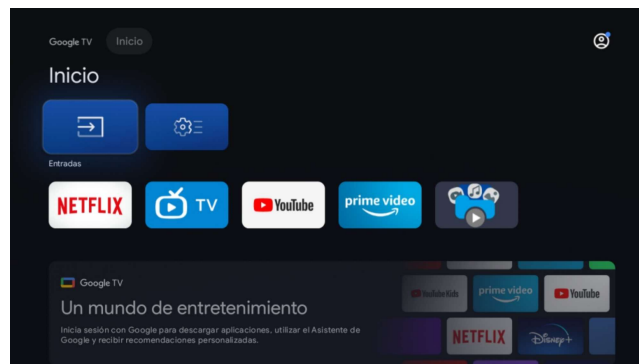 Google TV Inicio
Inicio
Entradas
NETFLIX
TV
YouTube
prime video
Google TV
Un mundo de entretenimiento
Inicia sesión con Google para descargar aplicaciones, utilizar el Asistente de
Google y recibir recomendaciones personalizadas.
YouTube Kids
prime video
YouTube
NETFLIX
Disney+